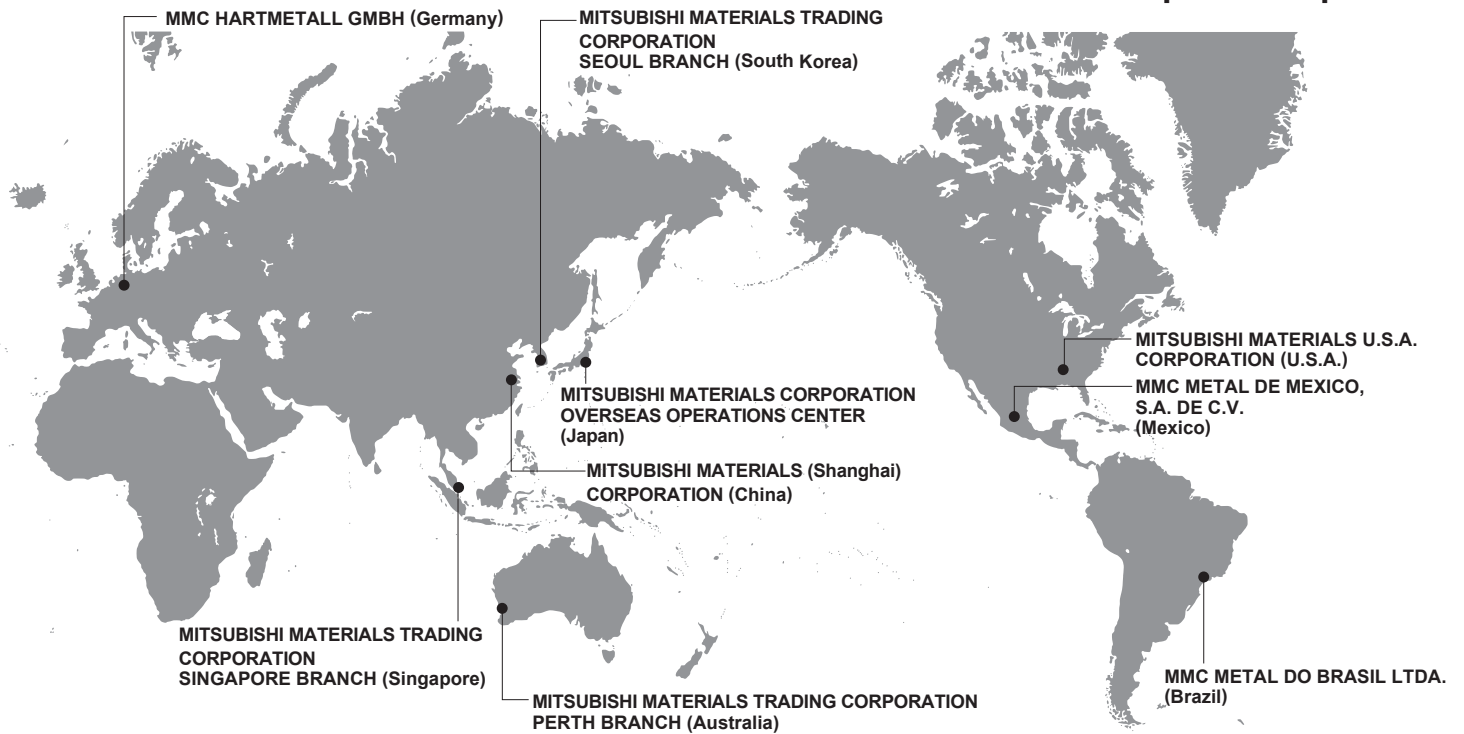 MMC HARTMETALL GMBH (Germany)
MITSUBISHI MATERIALS TRADING
CORPORATION
SEOUL BRANCH (South Korea)
MITSUBISHI MATERIALS U.S.A.
CORPORATION (U.S.A.)
MMC METAL DE MEXICO,
S.A. DE C.V.
(Mexico)
MITSUBISHI MATERIALS CORPORATION
OVERSEAS OPERATIONS CENTER
(Japan)
MITSUBISHI MATERIALS (Shanghai)
CORPORATION (China)
MITSUBISHI MATERIALS TRADING
CORPORATION
SINGAPORE BRANCH (Singapore)
MITSUBISHI MATERIALS TRADING CORPORATION
PERTH BRANCH (Australia)
MMC METAL DO BRASIL LTDA.
(Brazil)